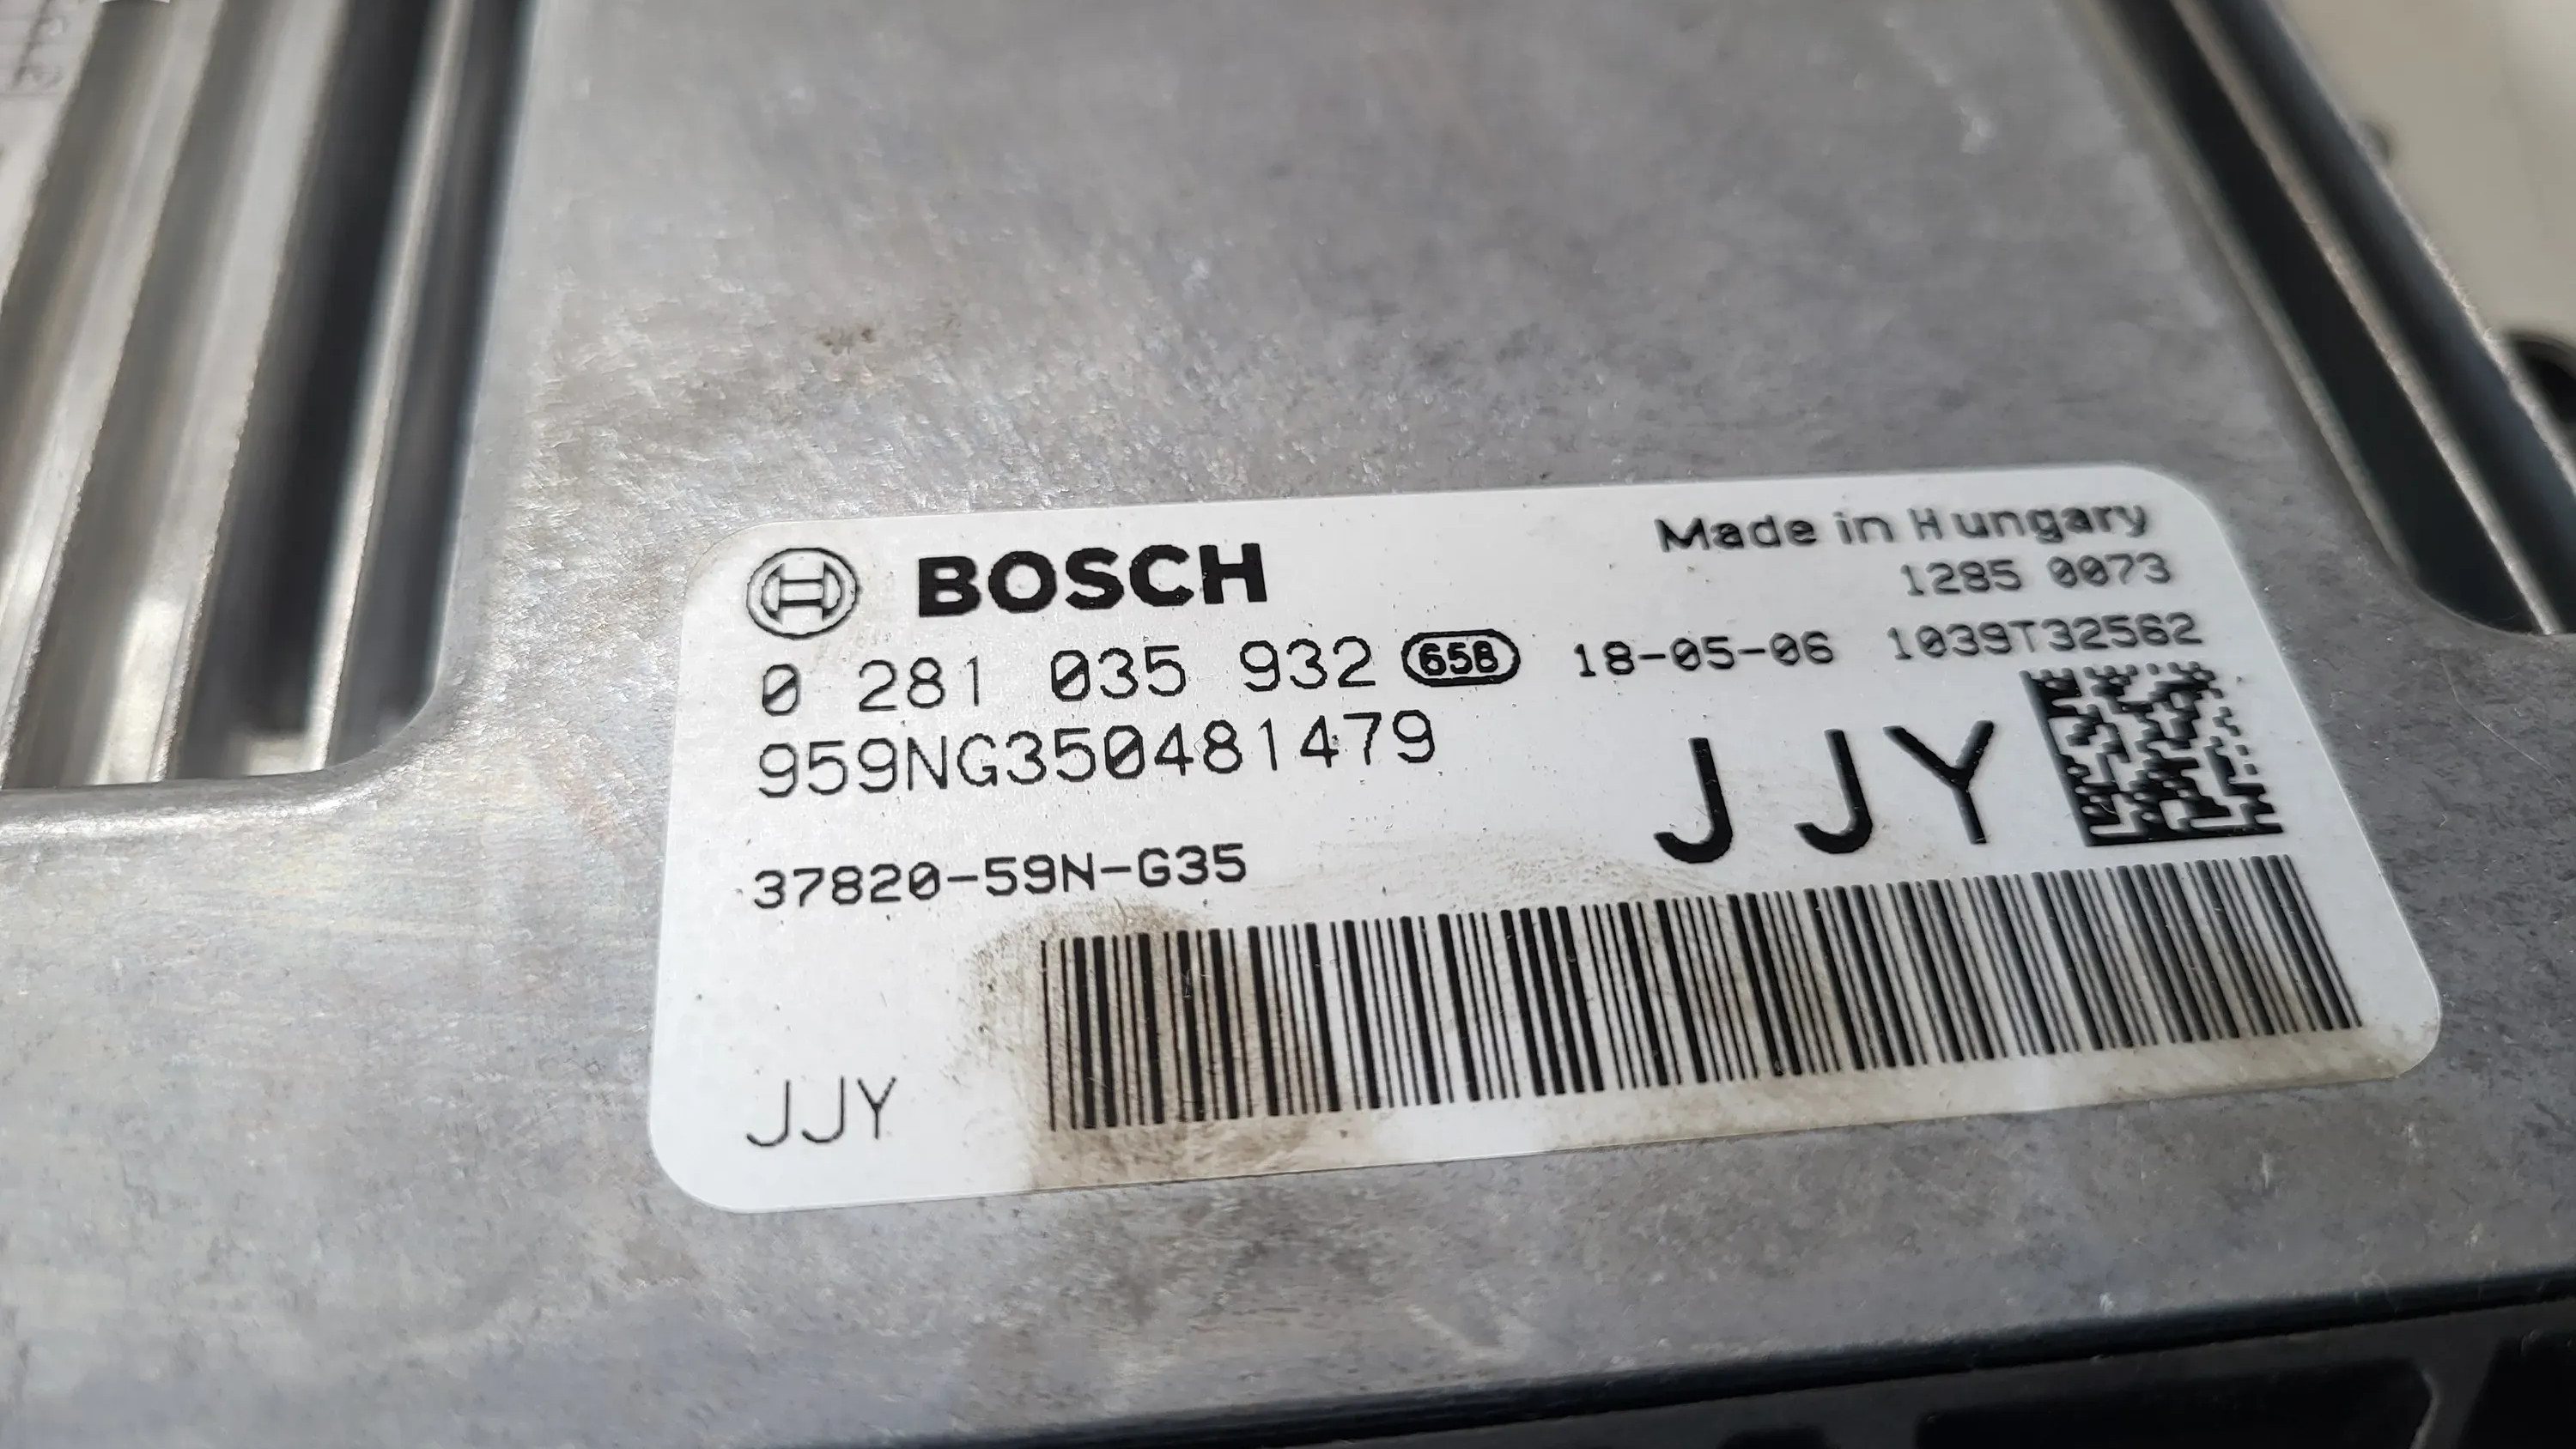 BOSCH
Made in Hungary
1285 0073
0 281 035 932 658 18-05-06 1039T32562
959NG350481479
JJY
37820-59N-G35
JJY